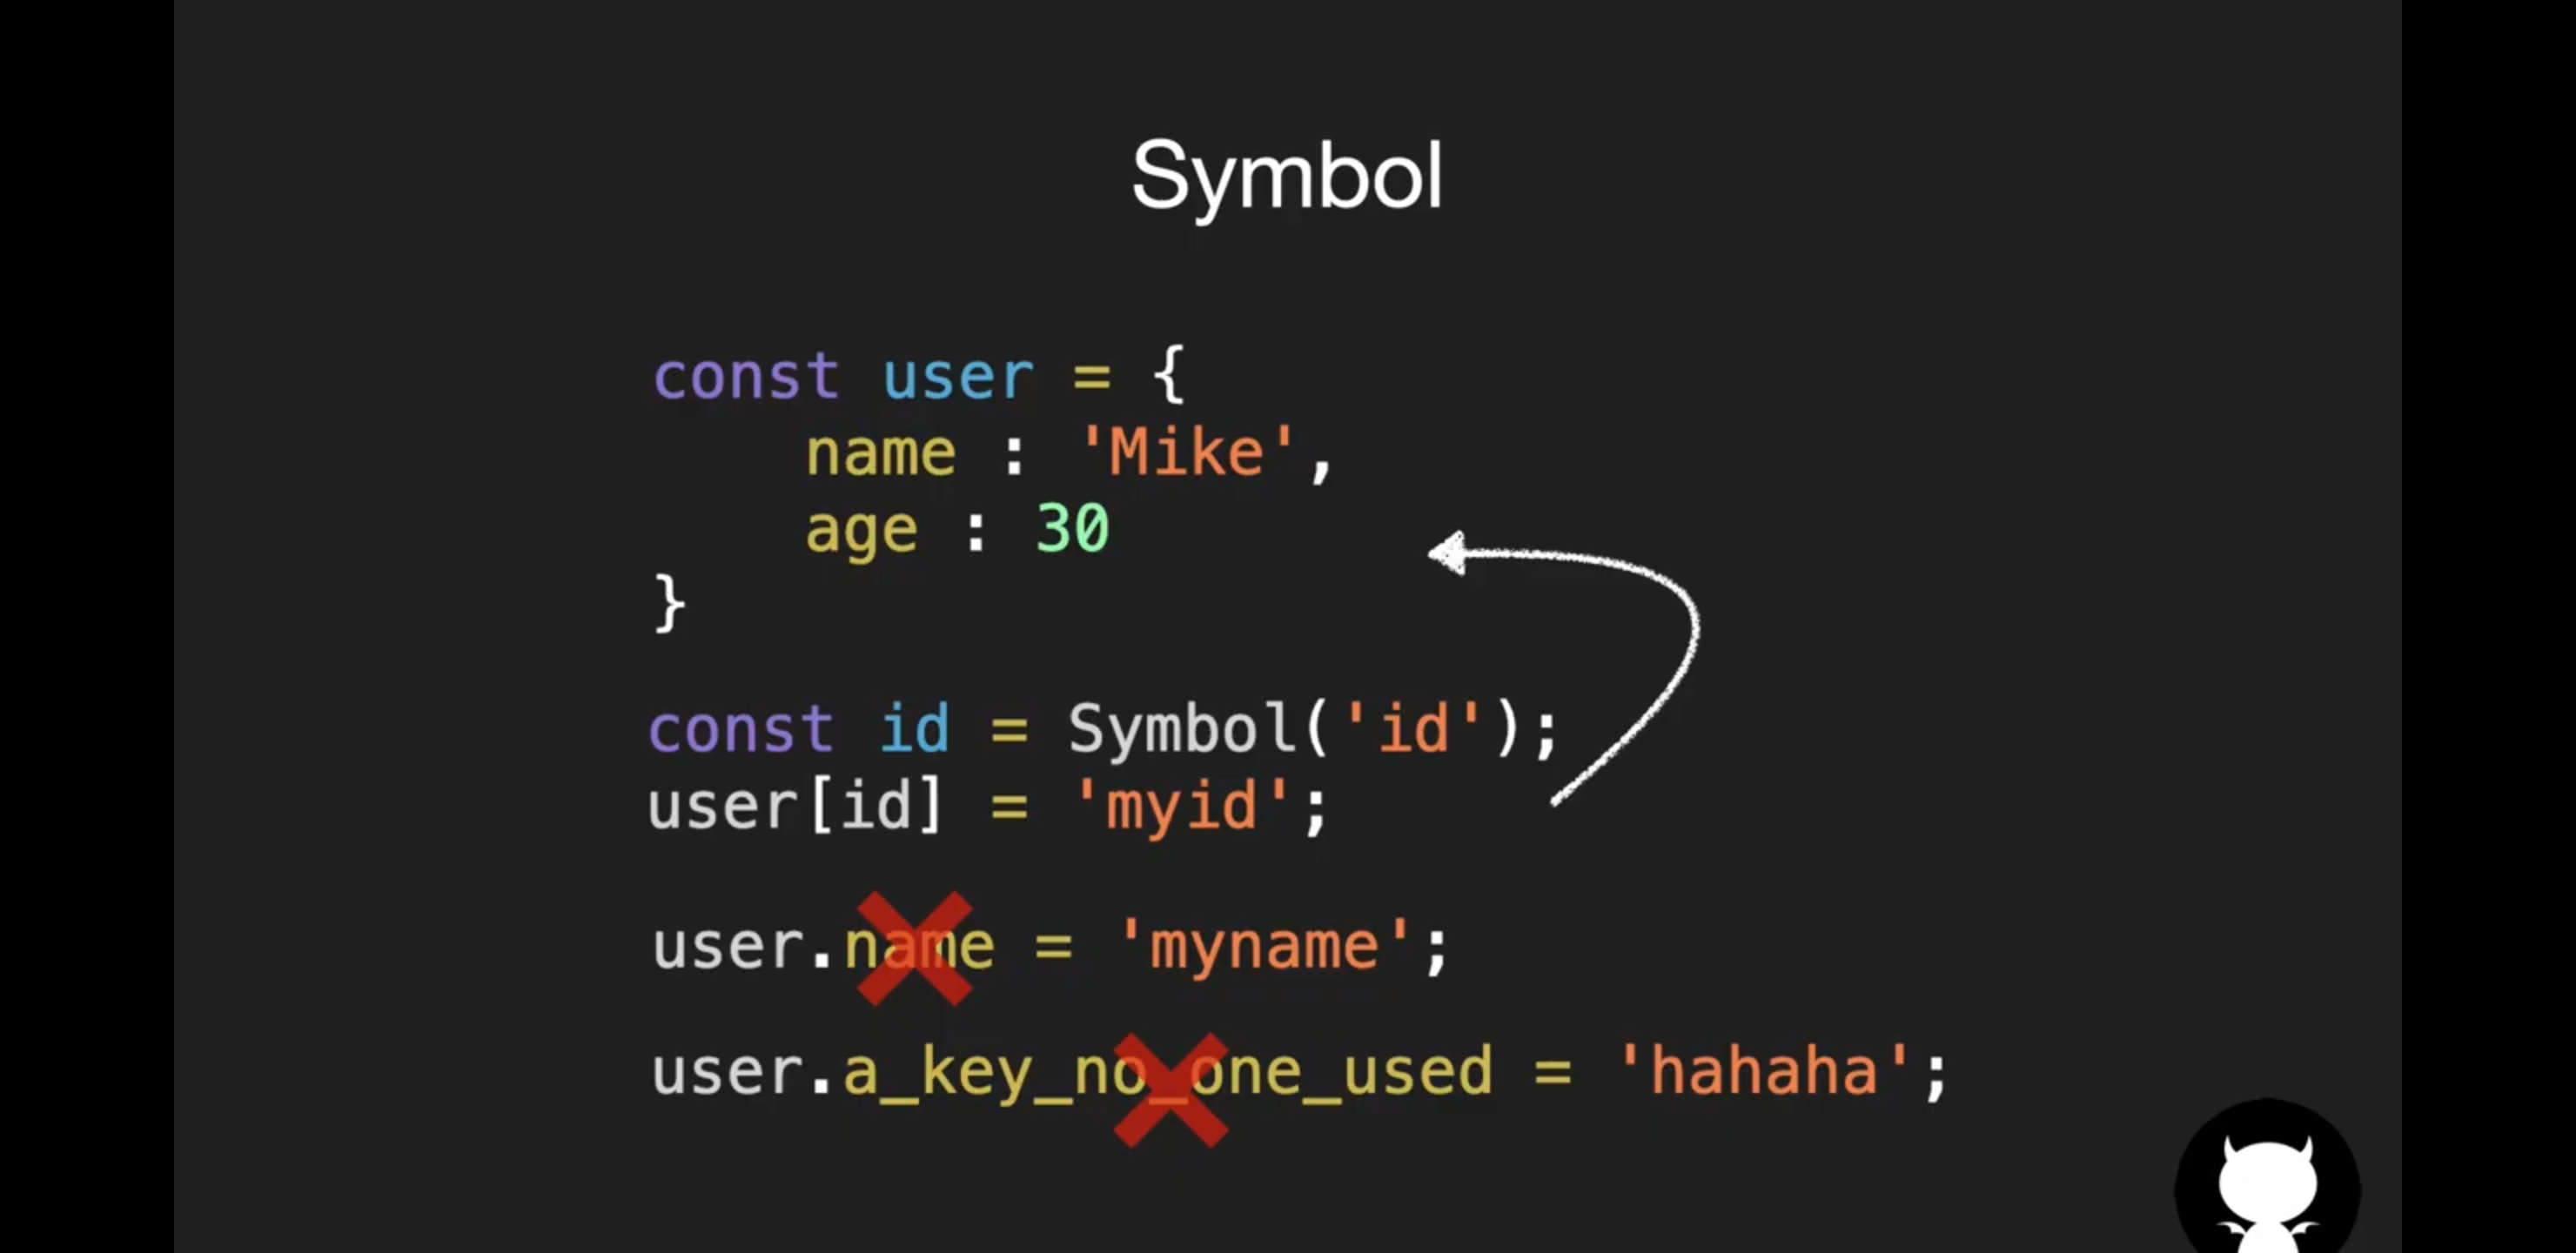 Symbol
const user = {
    name : 'Mike',
    age : 30
}
const id = Symbol('id');
user[id] = 'myid';
user.name = 'myname';
user.a_key_no_one_used = 'hahaha';